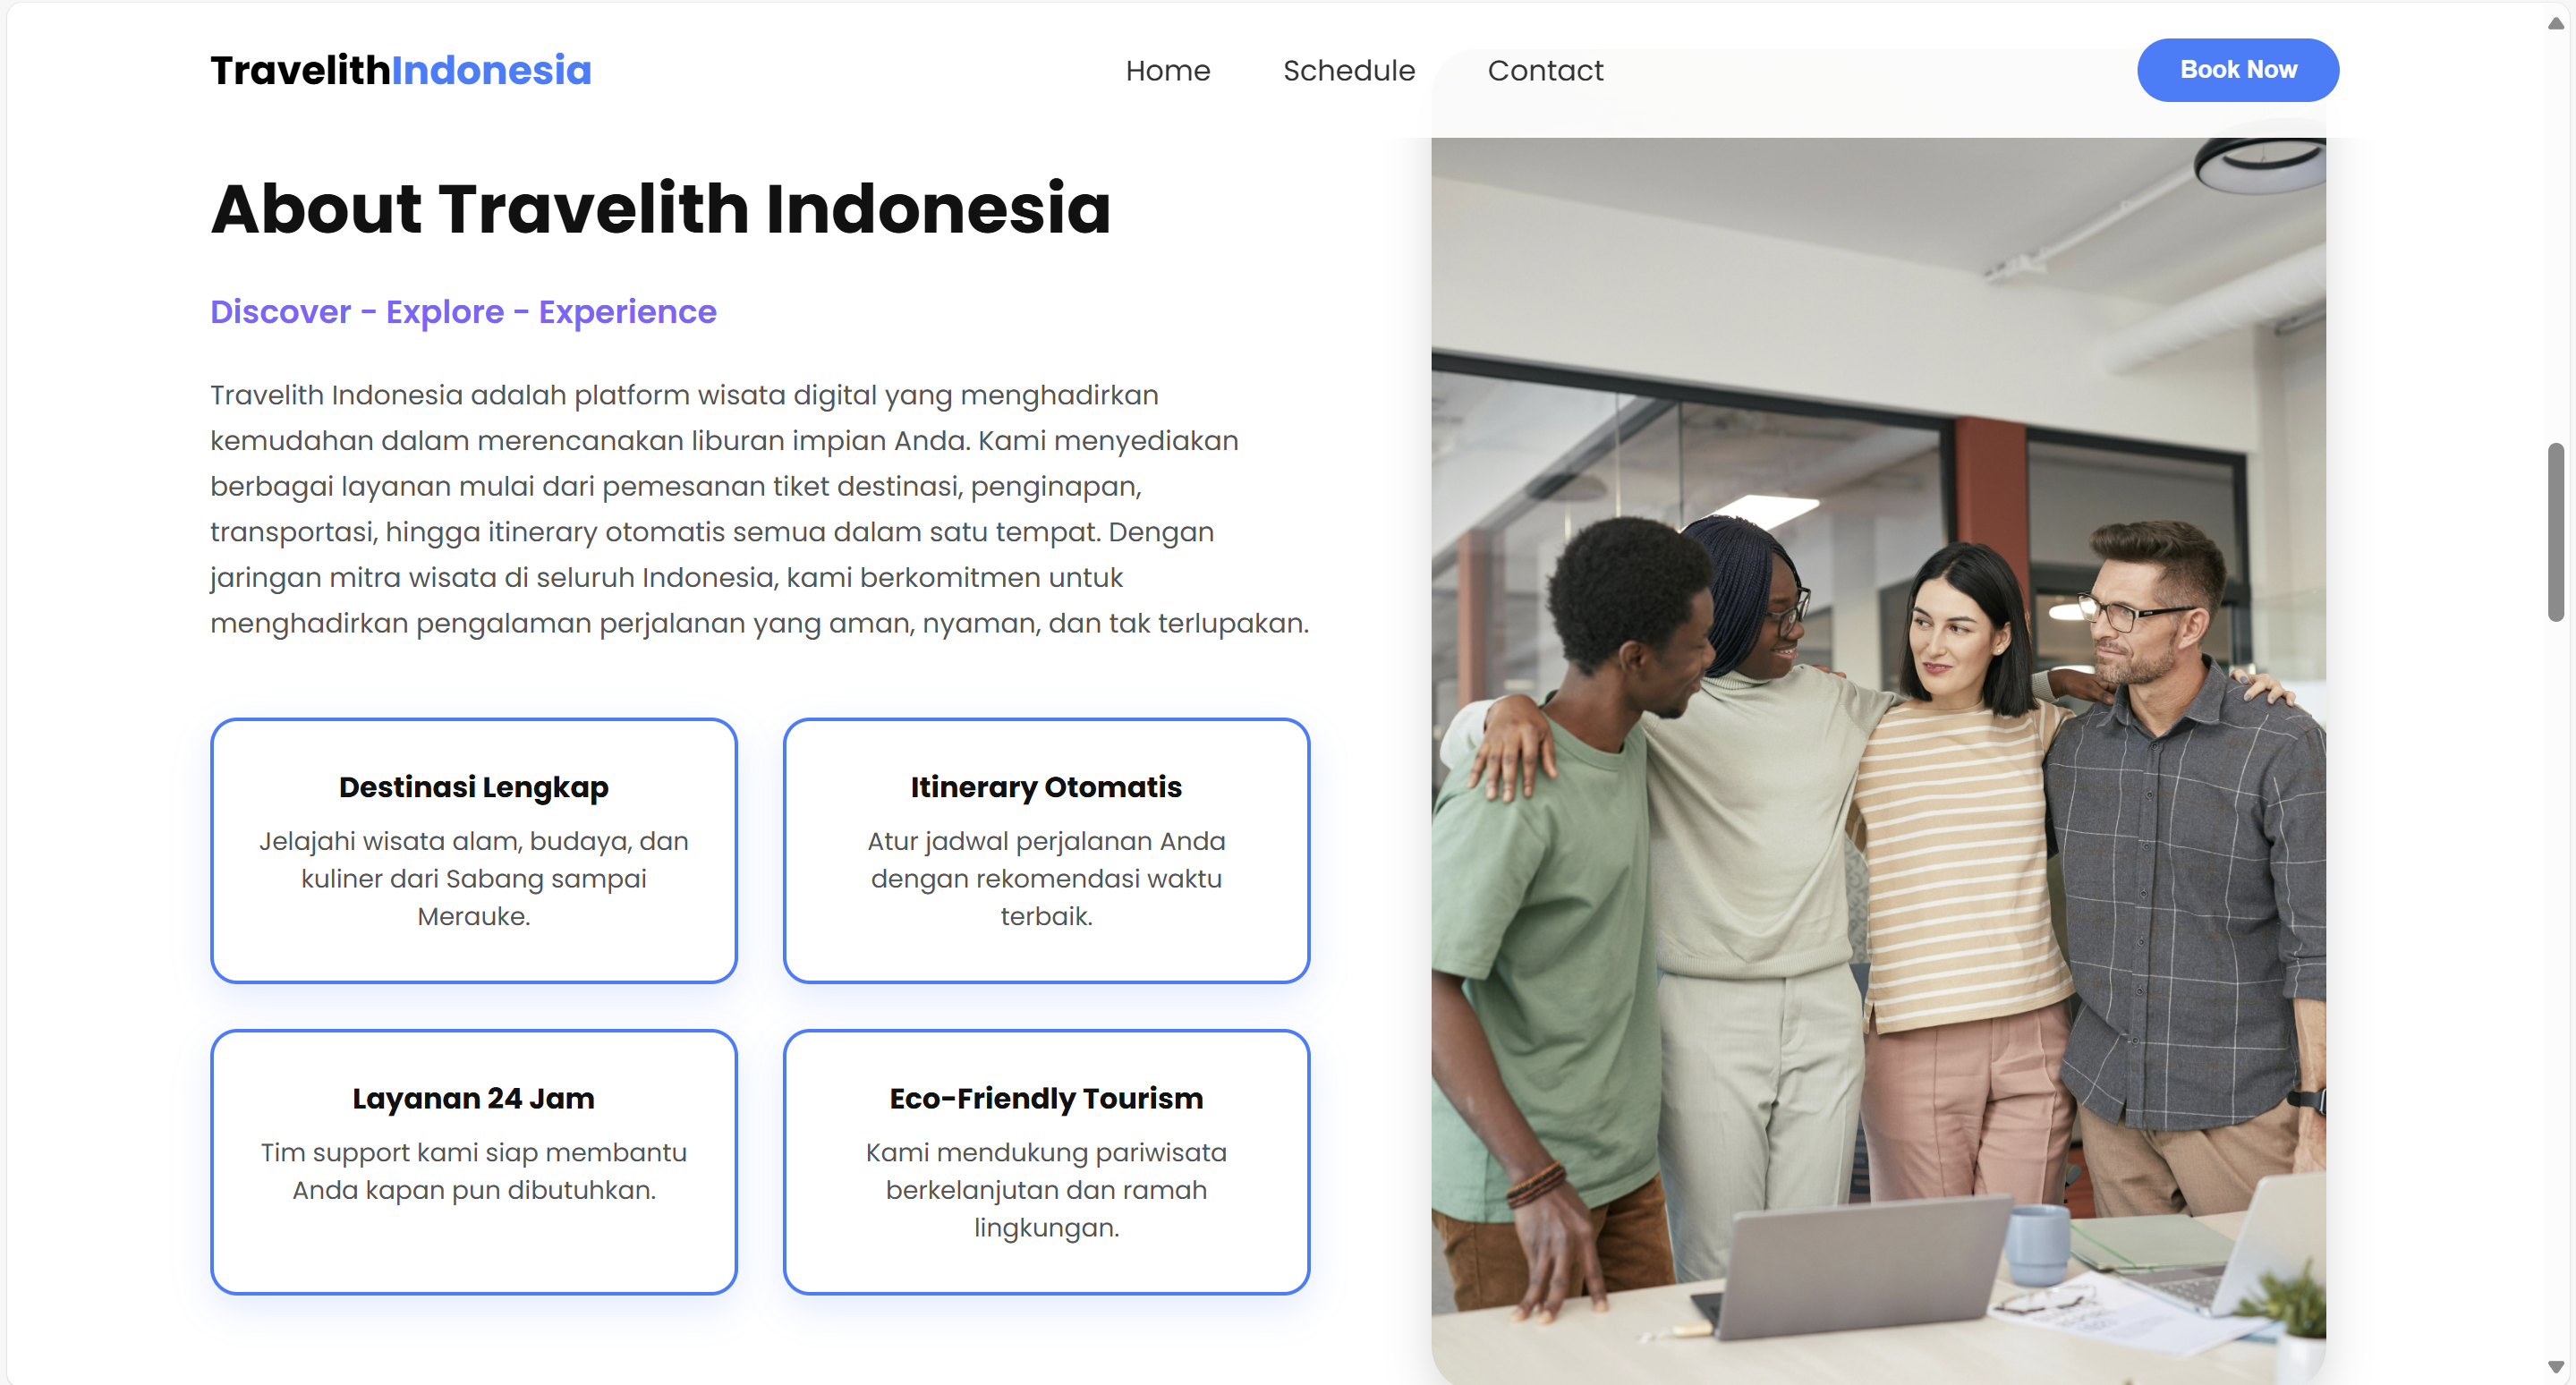 TravelithIndonesia
Home
Schedule
Contact
Book Now
About Travelith Indonesia
Discover - Explore - Experience
Travelith Indonesia adalah platform wisata digital yang menghadirkan
kemudahan dalam merencanakan liburan impian Anda. Kami menyediakan
berbagai layanan mulai dari pemesanan tiket destinasi, penginapan,
transportasi, hingga itinerary otomatis semua dalam satu tempat. Dengan
jaringan mitra wisata di seluruh Indonesia, kami berkomitmen untuk
menghadirkan pengalaman perjalanan yang aman, nyaman, dan tak terlupakan.
Destinasi Lengkap
Jelajahi wisata alam, budaya, dan
kuliner dari Sabang sampai
Merauke.
Itinerary Otomatis
Atur jadwal perjalanan Anda
dengan rekomendasi waktu
terbaik.
Layanan 24 Jam
Tim support kami siap membantu
Anda kapan pun dibutuhkan.
Eco-Friendly Tourism
Kami mendukung pariwisata
berkelanjutan dan ramah
lingkungan.